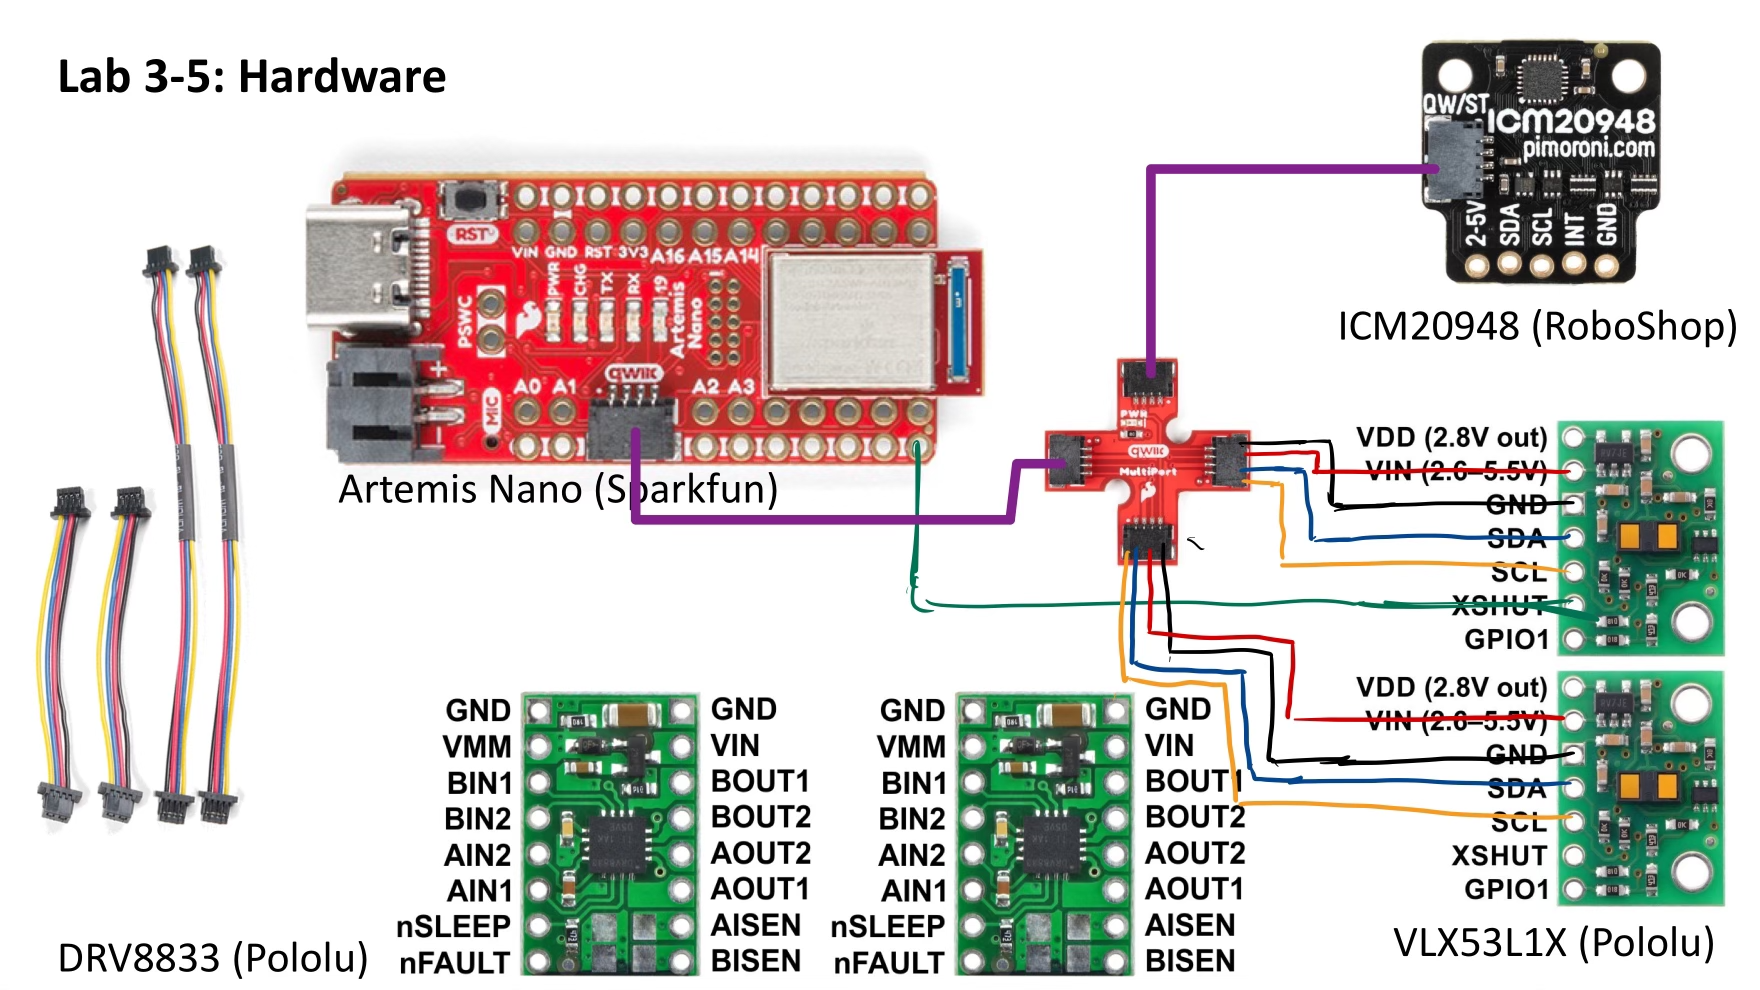 Lab 3-5: Hardware
QW/ST
ICM20948
pimoroni.com
2-5V
SDA
SCL
INT
GND
ICM20948 (RoboShop)
RST
VIN GND RST 3V3 A16 A15 A14
PWR
CHG
TX
RX
19
Artemis
Nano
PSWC
qwiic
A0 A1 A2 A3
MIC
+
-
Artemis Nano (Sparkfun)
PWR
qwiic
MultiPort
VDD (2.8V out)
VIN (2.6–5.5V)
GND
SDA
SCL
XSHUT
GPIO1
VDD (2.8V out)
VIN (2.6–5.5V)
GND
SDA
SCL
XSHUT
GPIO1
VLX53L1X (Pololu)
GND GND
VMM VIN
BIN1 BOUT1
BIN2 BOUT2
AIN2 AOUT2
AIN1 AOUT1
nSLEEP AISEN
nFAULT BISEN
GND GND
VMM VIN
BIN1 BOUT1
BIN2 BOUT2
AIN2 AOUT2
AIN1 AOUT1
nSLEEP AISEN
nFAULT BISEN
DRV8833 (Pololu)